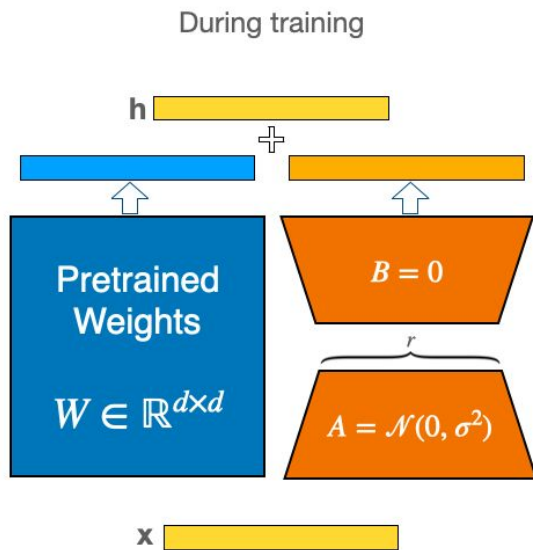 During training
h
Pretrained
Weights
W ∈ ℝ^{d×d}
B = 0
r
A = 𝒩(0, σ²)
x